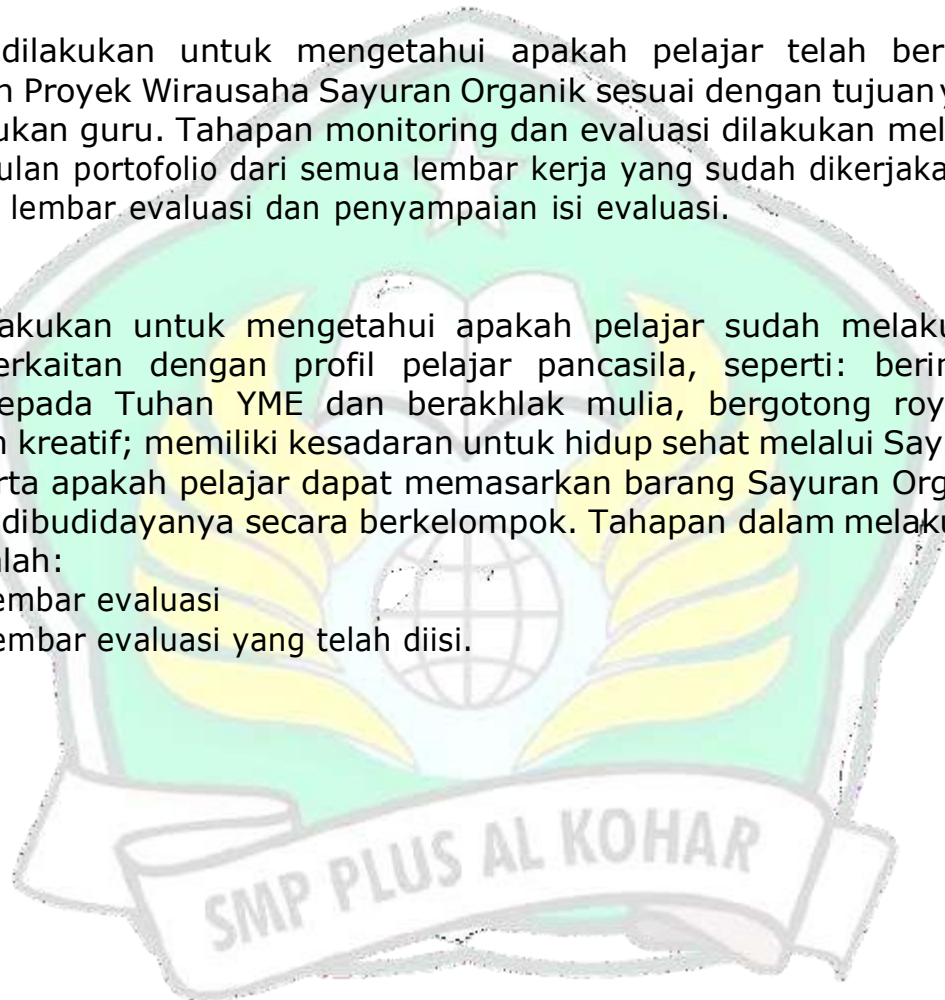 dilakukan untuk mengetahui apakah pelajar telah ber
n Proyek Wirausaha Sayuran Organik sesuai dengan tujuany
ukan guru. Tahapan monitoring dan evaluasi dilakukan mel
ulan portofolio dari semua lembar kerja yang sudah dikerjaka
lembar evaluasi dan penyampaian isi evaluasi.
akukan untuk mengetahui apakah pelajar sudah melaku
erkaitan dengan profil pelajar pancasila, seperti: berim
epada Tuhan YME dan berakhlak mulia, bergotong roy
n kreatif; memiliki kesadaran untuk hidup sehat melalui Say
rta apakah pelajar dapat memasarkan barang Sayuran Org
dibudidayanya secara berkelompok. Tahapan dalam melaku
alah:
embar evaluasi
embar evaluasi yang telah diisi.
SMP PLUS AL KOHAR